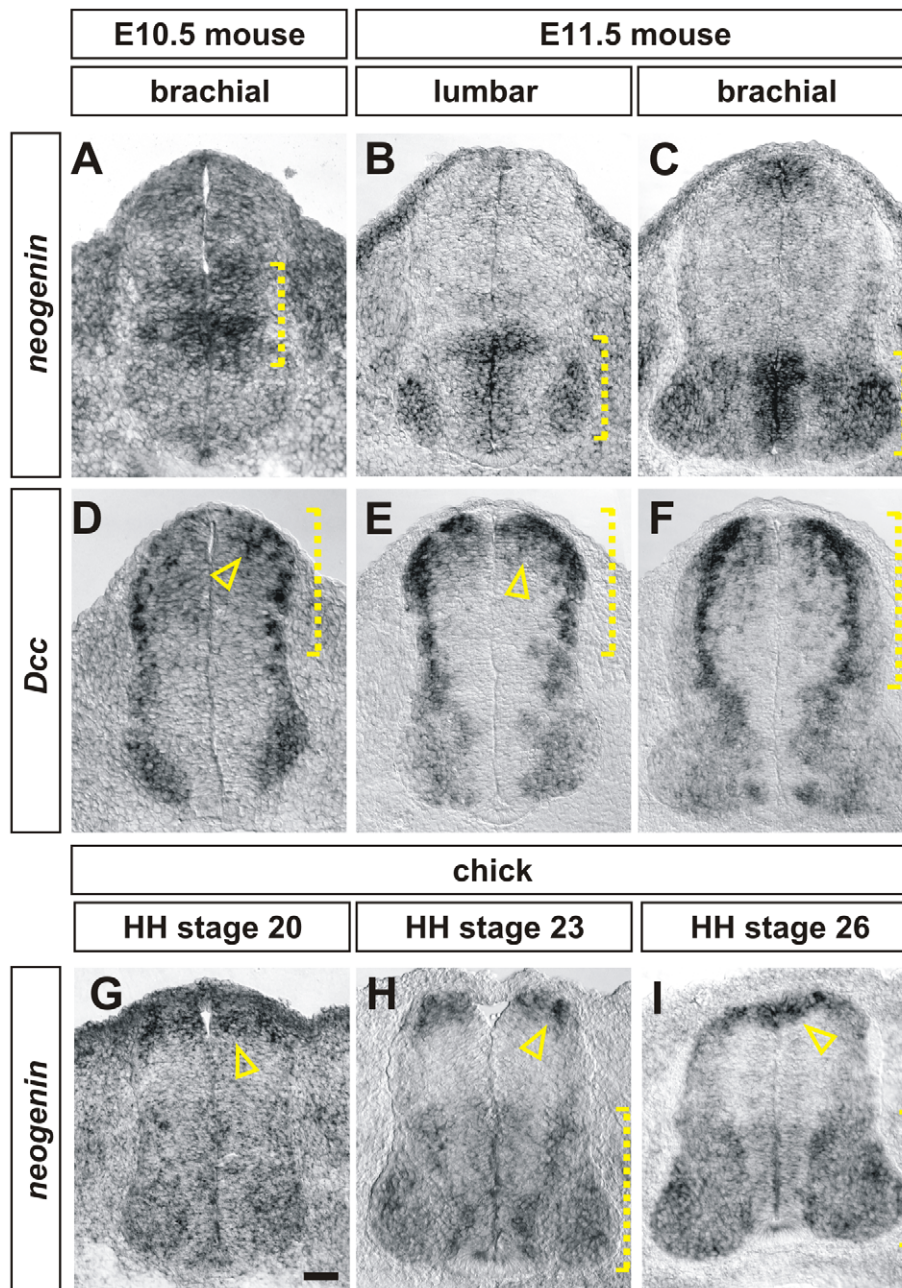 E10.5 mouse E11.5 mouse
brachial lumbar brachial
neogenin
A B C
Dcc
D E F
chick
HH stage 20 HH stage 23 HH stage 26
neogenin
G H I